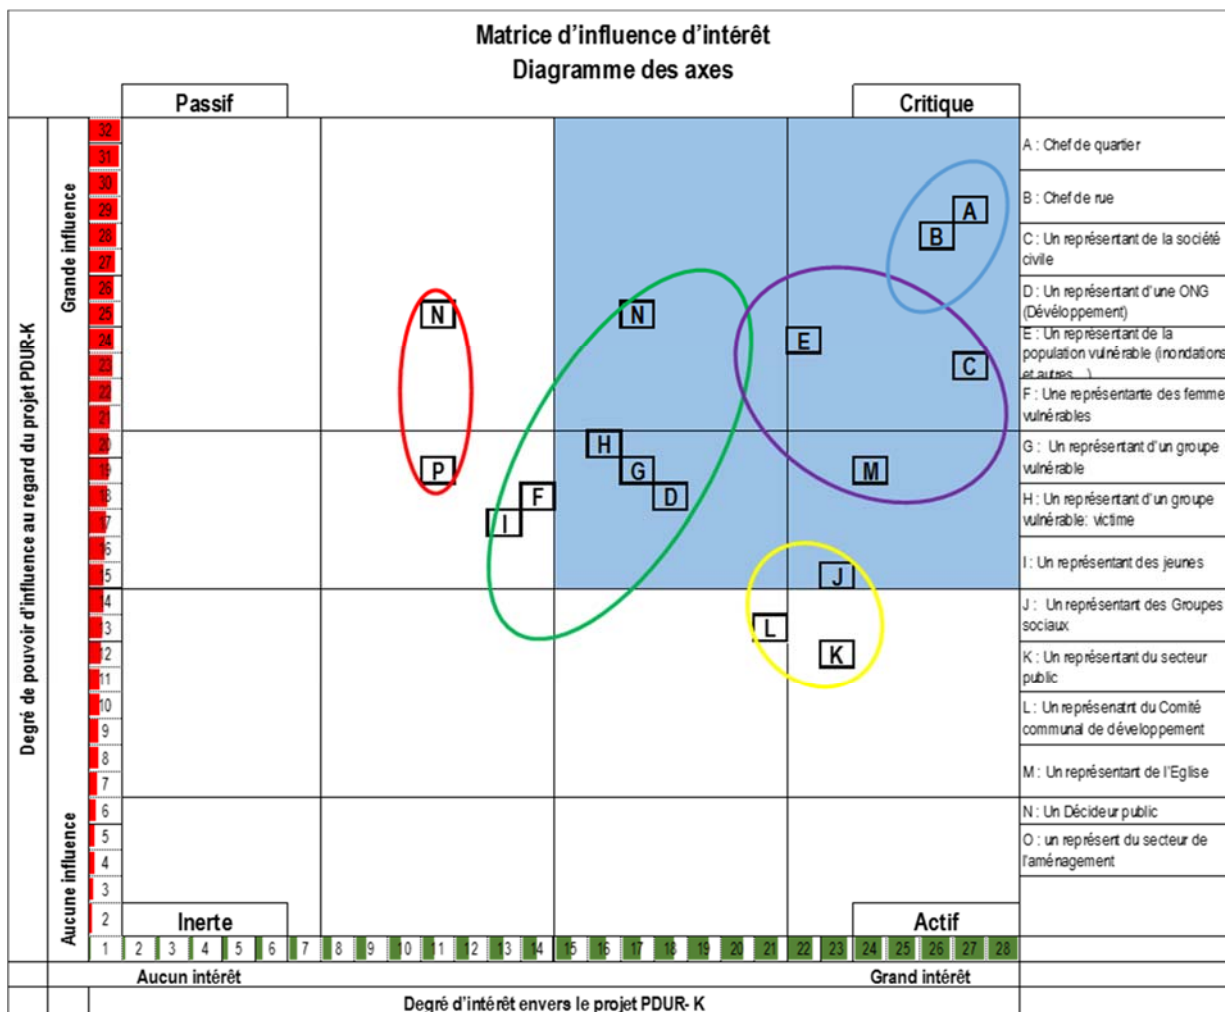 Matrice d’influence d’intérêt
Diagramme des axes
Passif
Critique
Degré de pouvoir d’influence au regard du projet PDUR-K
Grande influence
Aucune influence
32
31
30
29
28
27
26
25
24
23
22
21
20
19
18
17
16
15
14
13
12
11
10
9
8
7
6
5
4
3
2
A
B
N
N
E
C
H
P
G
M
F
D
I
J
L
K
A : Chef de quartier
B : Chef de rue
C : Un représentant de la société
civile
D : Un représentant d’une ONG
(Dévéloppement)
E : Un représentant de la
population vulnérable (inondations
et autres...)
F : Une représentante des femme
vulnérables
G : Un représentant d’un groupe
vulnérable
H : Un représentant d’un groupe
vulnérable: victime
I : Un représentant des jeunes
J : Un représentant des Groupes
sociaux
K : Un représentant du secteur
public
L : Un représenatnt du Comité
communal de développement
M : Un représentant de l’Eglise
N : Un Décideur public
O : un représent du secteur de
l’aménagement
Inerte
Actif
1 2 3 4 5 6 7 8 9 10 11 12 13 14 15 16 17 18 19 20 21 22 23 24 25 26 27 28
Aucun intérêt
Grand intérêt
Degré d’intérêt envers le projet PDUR- K